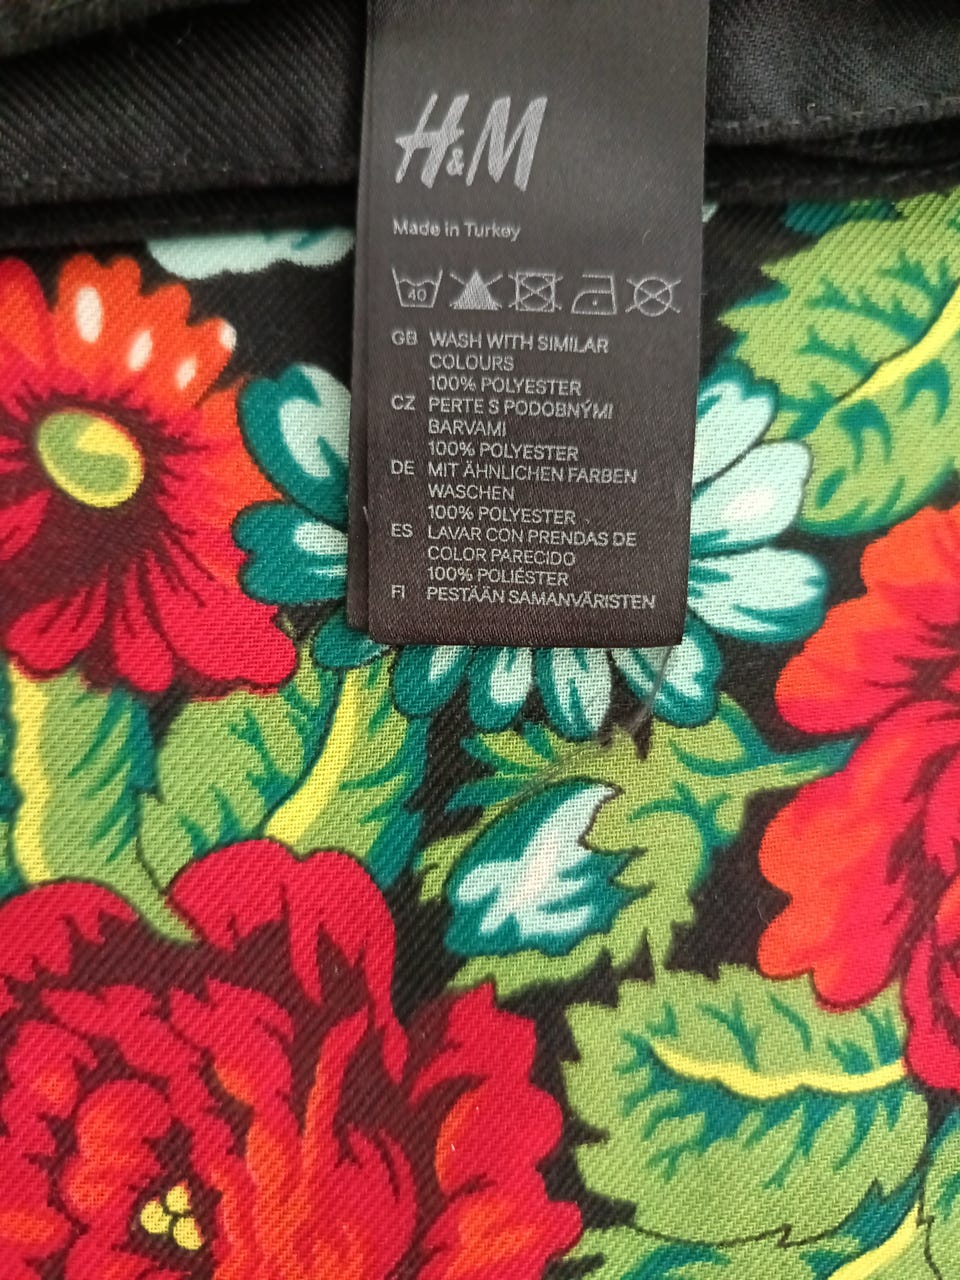 H&M
Made in Turkey
40
GB WASH WITH SIMILAR
COLOURS
100% POLYESTER
CZ PERTE S PODOBNÝMI
BARVAMI
100% POLYESTER
DE MIT ÄHNLICHEN FARBEN
WASCHEN
100% POLYESTER
ES LAVAR CON PRENDAS DE
COLOR PARECIDO
100% POLIÉSTER
FI PESTÄÄN SAMANVÄRISTEN